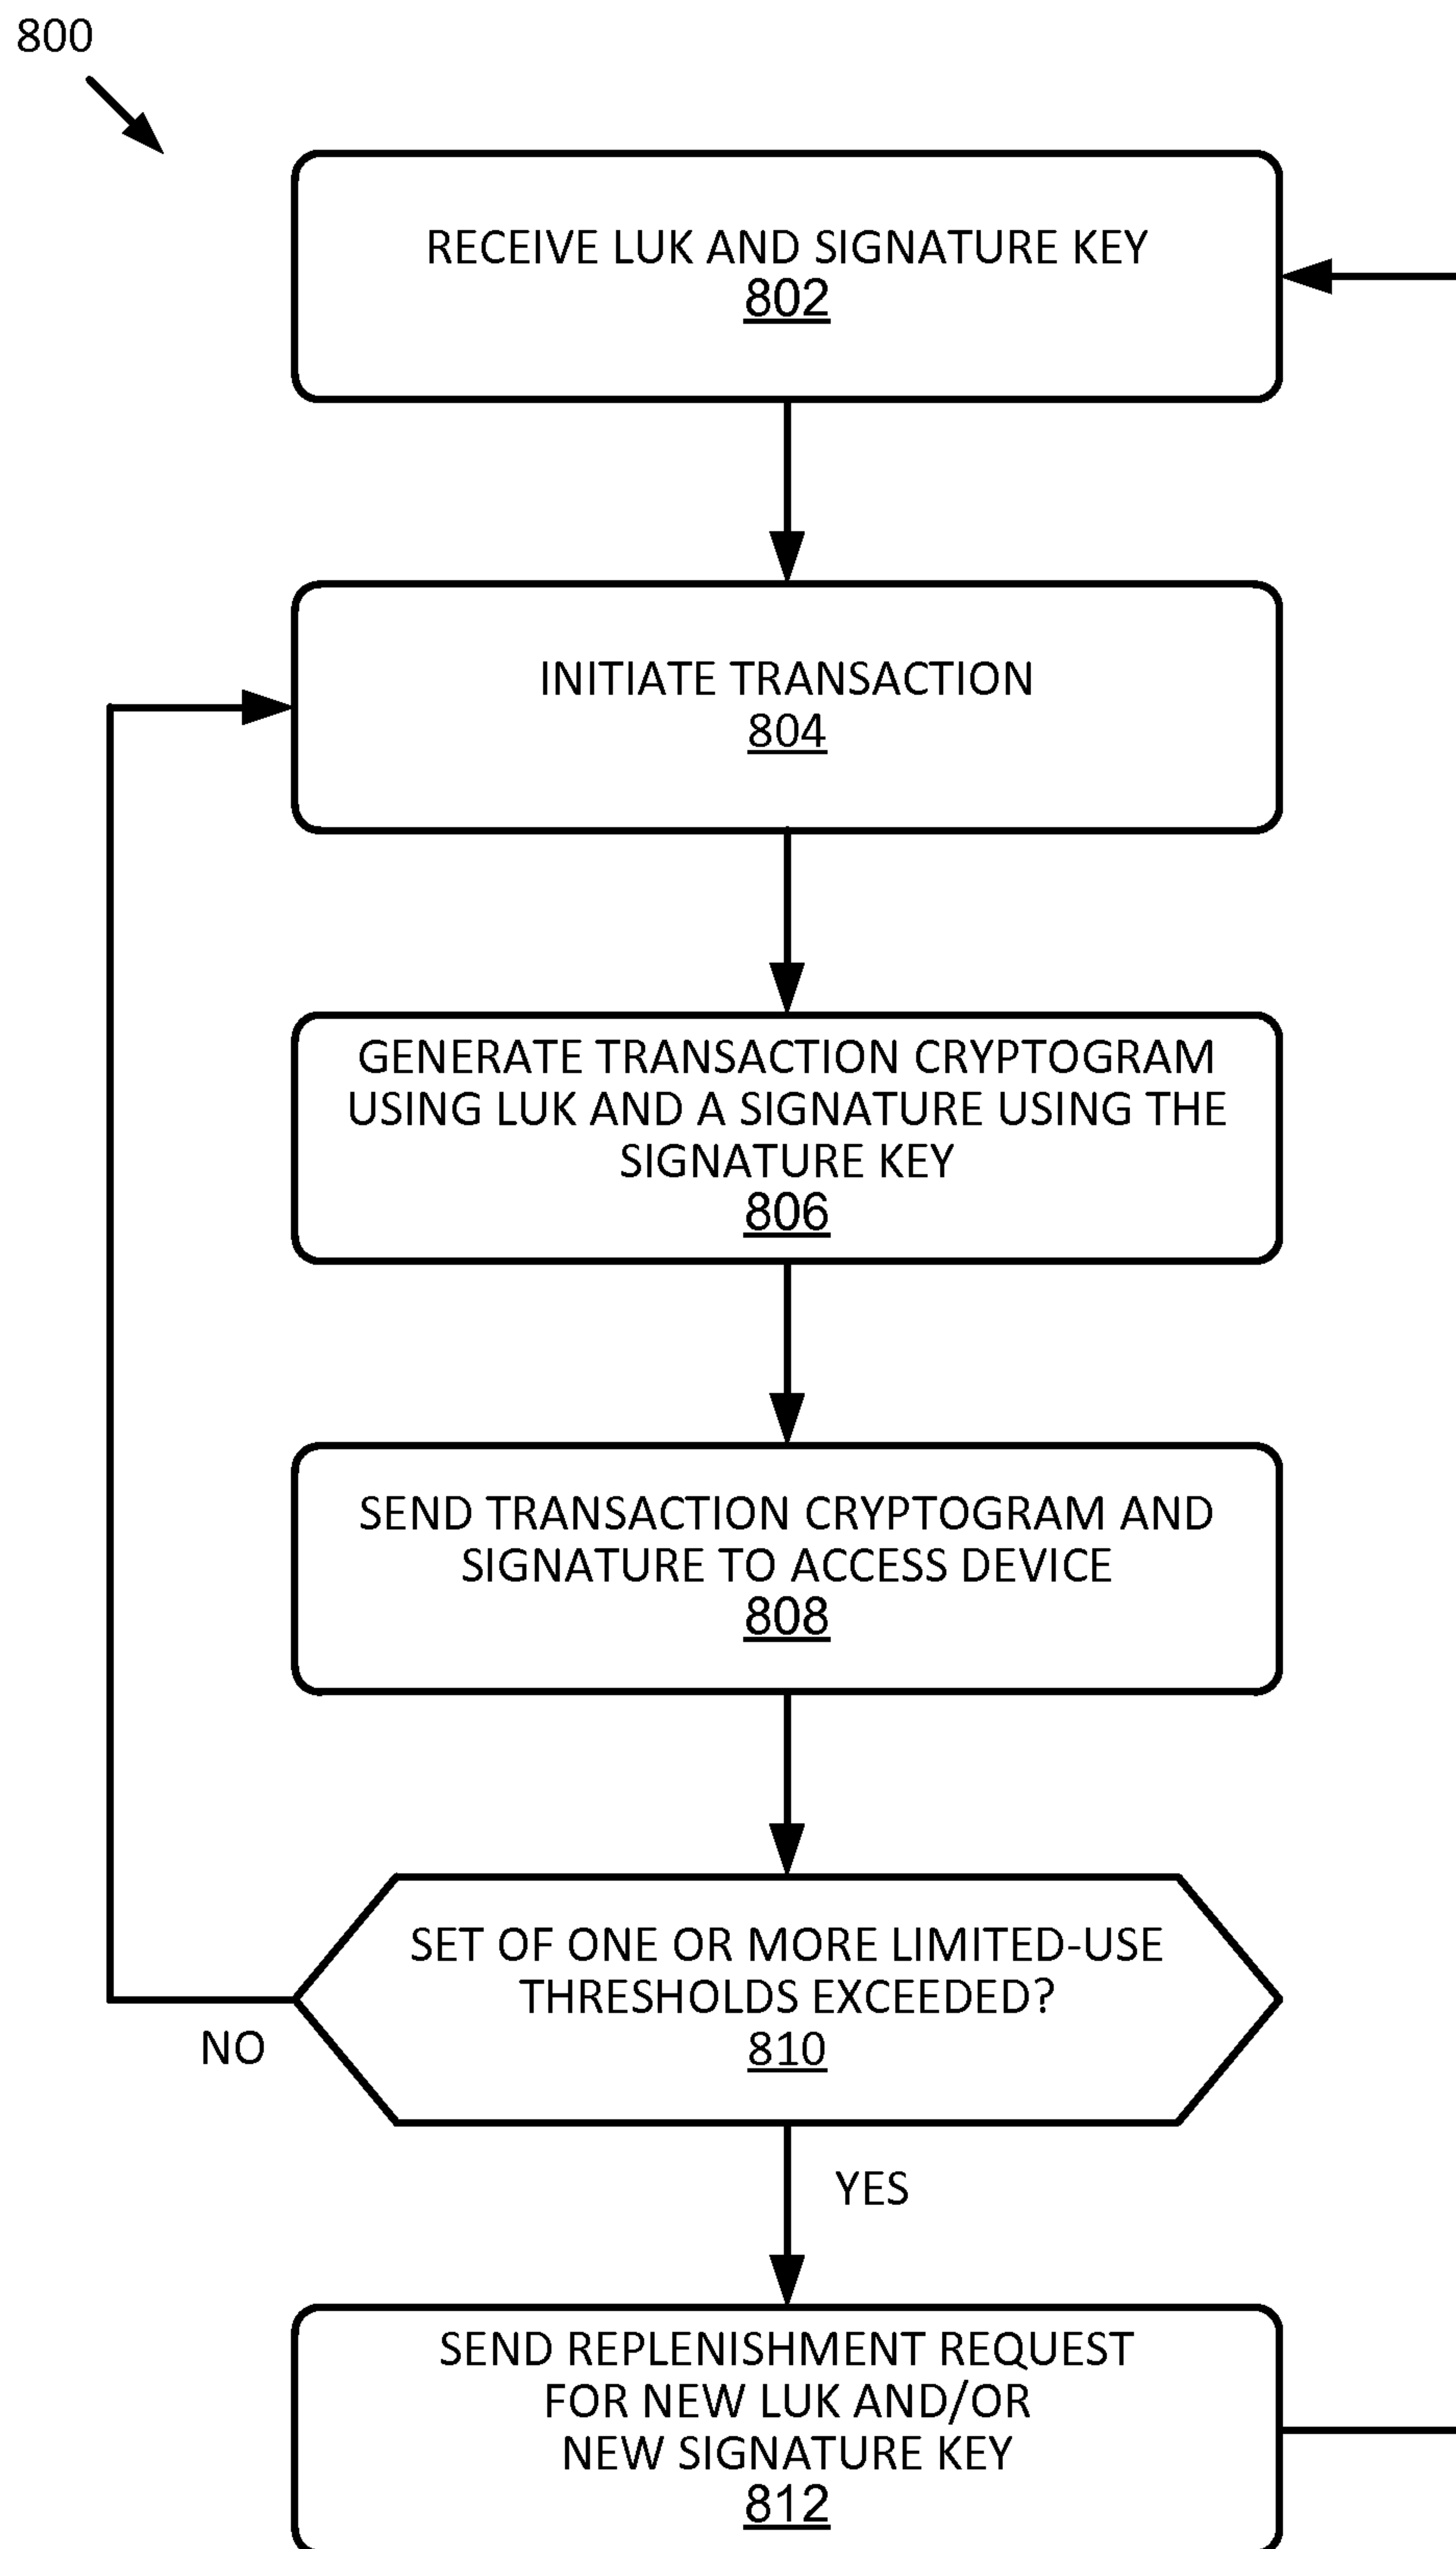 800
RECEIVE LUK AND SIGNATURE KEY
802
INITIATE TRANSACTION
804
GENERATE TRANSACTION CRYPTOGRAM
USING LUK AND A SIGNATURE USING THE
SIGNATURE KEY
806
SEND TRANSACTION CRYPTOGRAM AND
SIGNATURE TO ACCESS DEVICE
808
SET OF ONE OR MORE LIMITED-USE
THRESHOLDS EXCEEDED?
810
NO
YES
SEND REPLENISHMENT REQUEST
FOR NEW LUK AND/OR
NEW SIGNATURE KEY
812